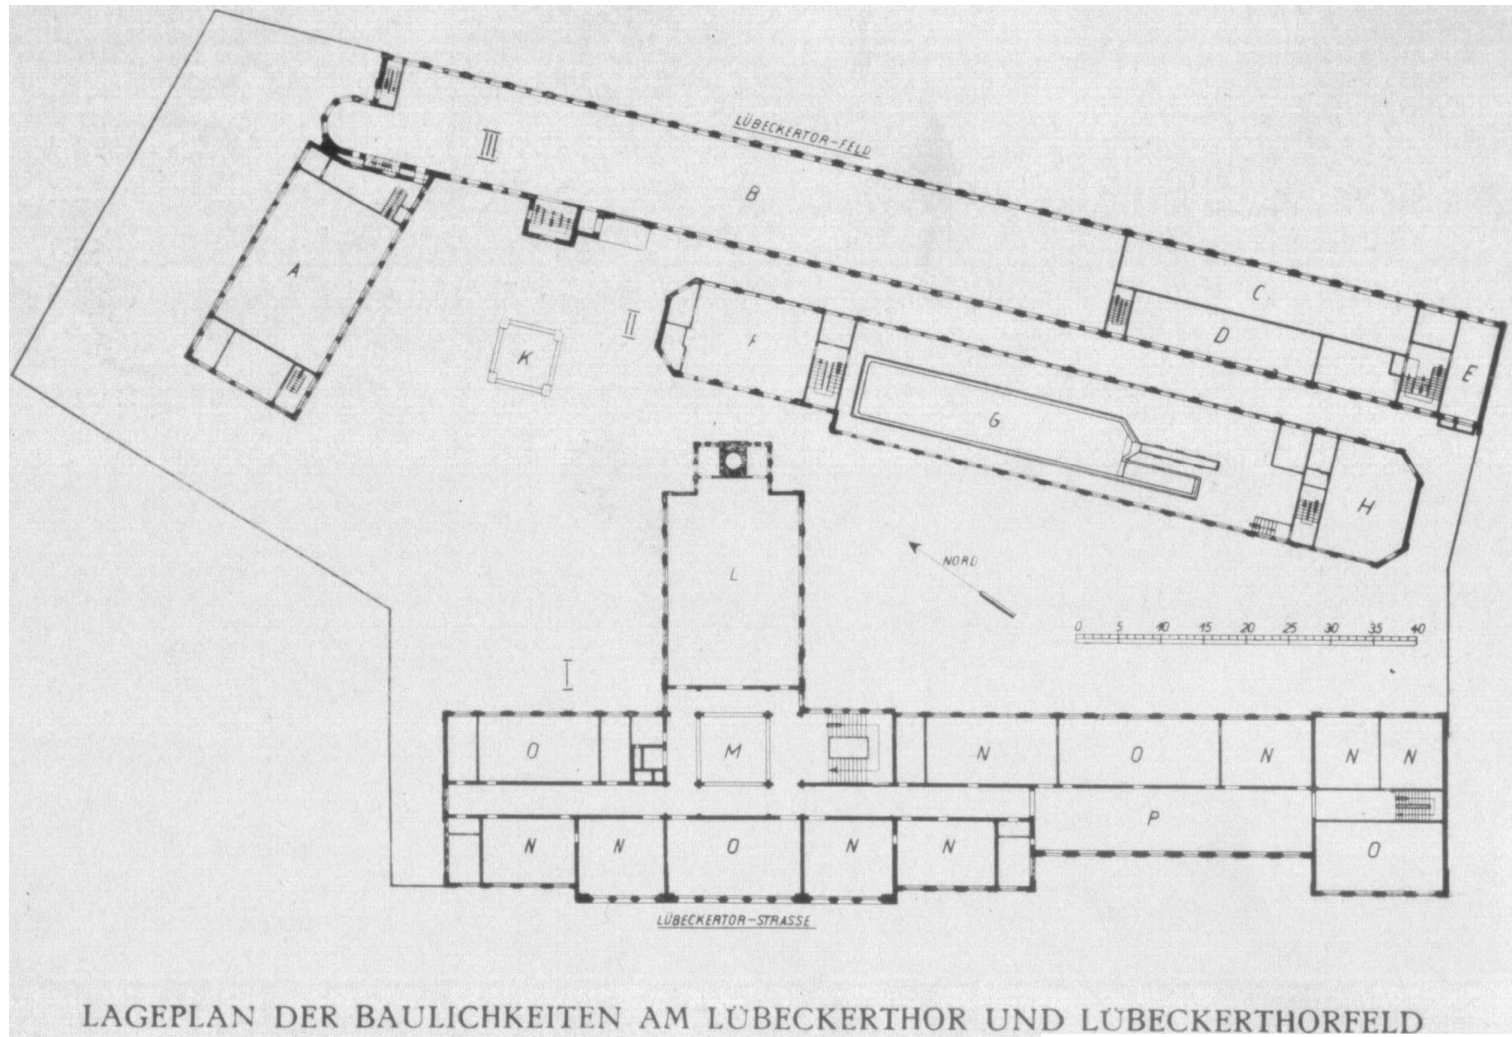 LÜBECKERTOR-FELD
III
B
A
C
II
D
K
F
E
G
H
L
NORD
0 5 10 15 20 25 30 35 40
I
O M N O N N N
P
N N O N N O
LÜBECKERTOR-STRASSE
LAGEPLAN DER BAULICHKEITEN AM LÜBECKERTHOR UND LÜBECKERTHORFELD